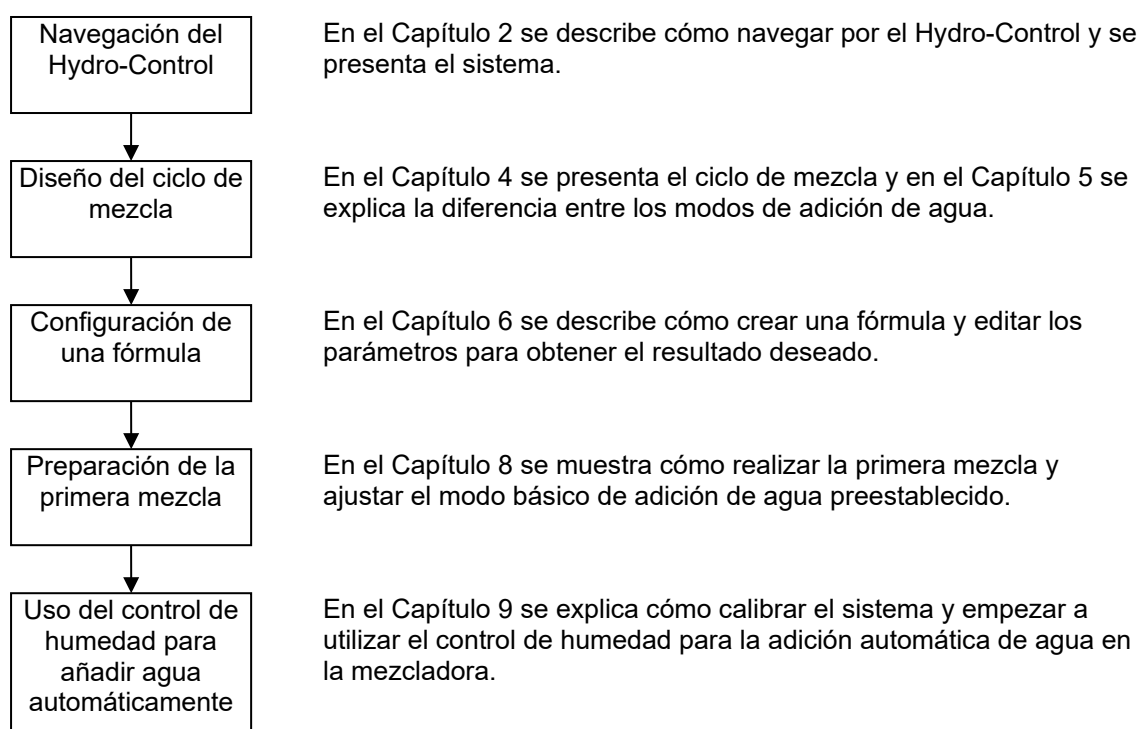 Navegación del
Hydro-Control
En el Capítulo 2 se describe cómo navegar por el Hydro-Control y se
presenta el sistema.
Diseño del ciclo de
mezcla
En el Capítulo 4 se presenta el ciclo de mezcla y en el Capítulo 5 se
explica la diferencia entre los modos de adición de agua.
Configuración de
una fórmula
En el Capítulo 6 se describe cómo crear una fórmula y editar los
parámetros para obtener el resultado deseado.
Preparación de la
primera mezcla
En el Capítulo 8 se muestra cómo realizar la primera mezcla y
ajustar el modo básico de adición de agua preestablecido.
Uso del control de
humedad para
añadir agua
automáticamente
En el Capítulo 9 se explica cómo calibrar el sistema y empezar a
utilizar el control de humedad para la adición automática de agua en
la mezcladora.